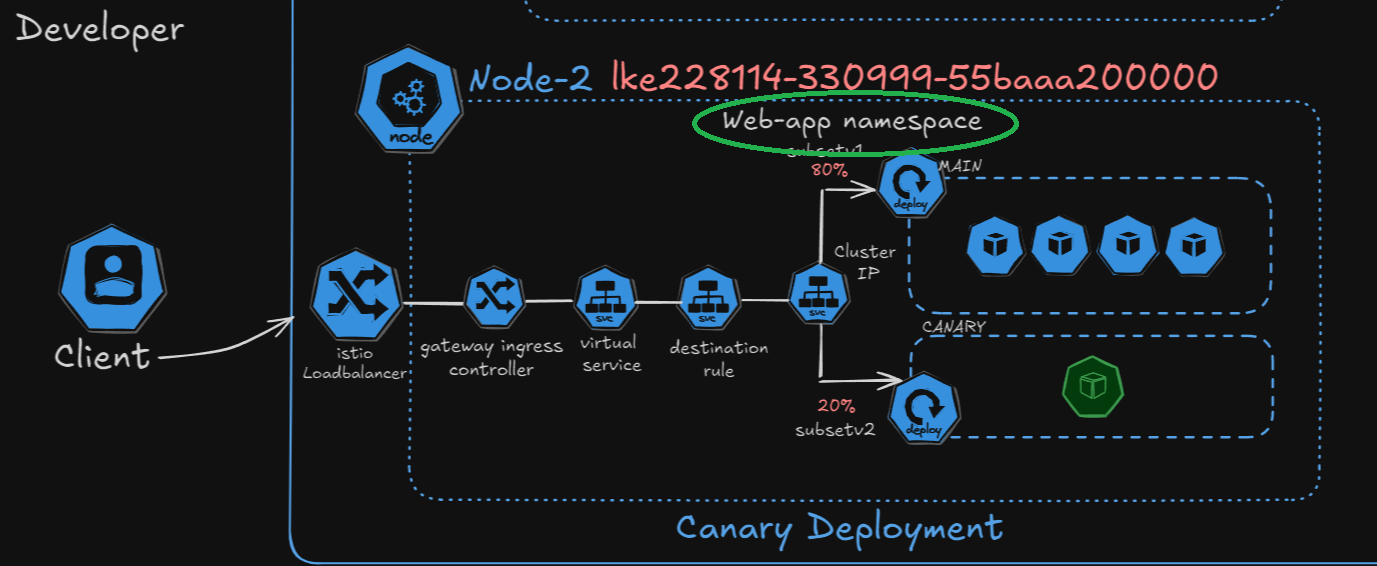 Developer
Node-2 lke228114-330999-55baaa200000
node
Web-app namespace
subsetv1
80%
MAIN
deploy
Cluster
IP
Client
istio
Loadbalancer
gateway ingress
controller
svc
virtual
service
svc
destination
rule
svc
CANARY
20%
subsetv2
deploy
Canary Deployment